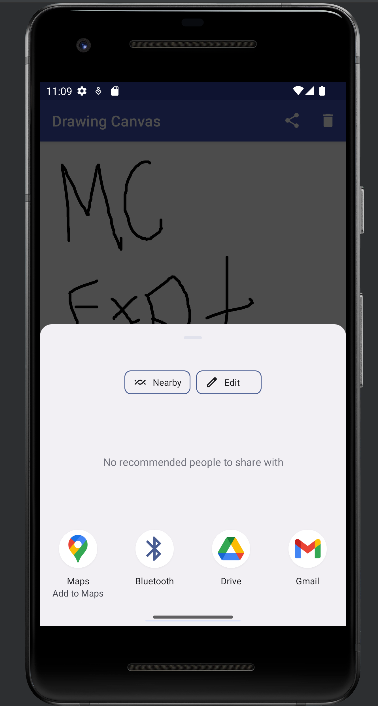 11:09
Drawing Canvas
MC
ExDt
Nearby
Edit
No recommended people to share with
Maps
Bluetooth
Drive
Gmail
Add to Maps